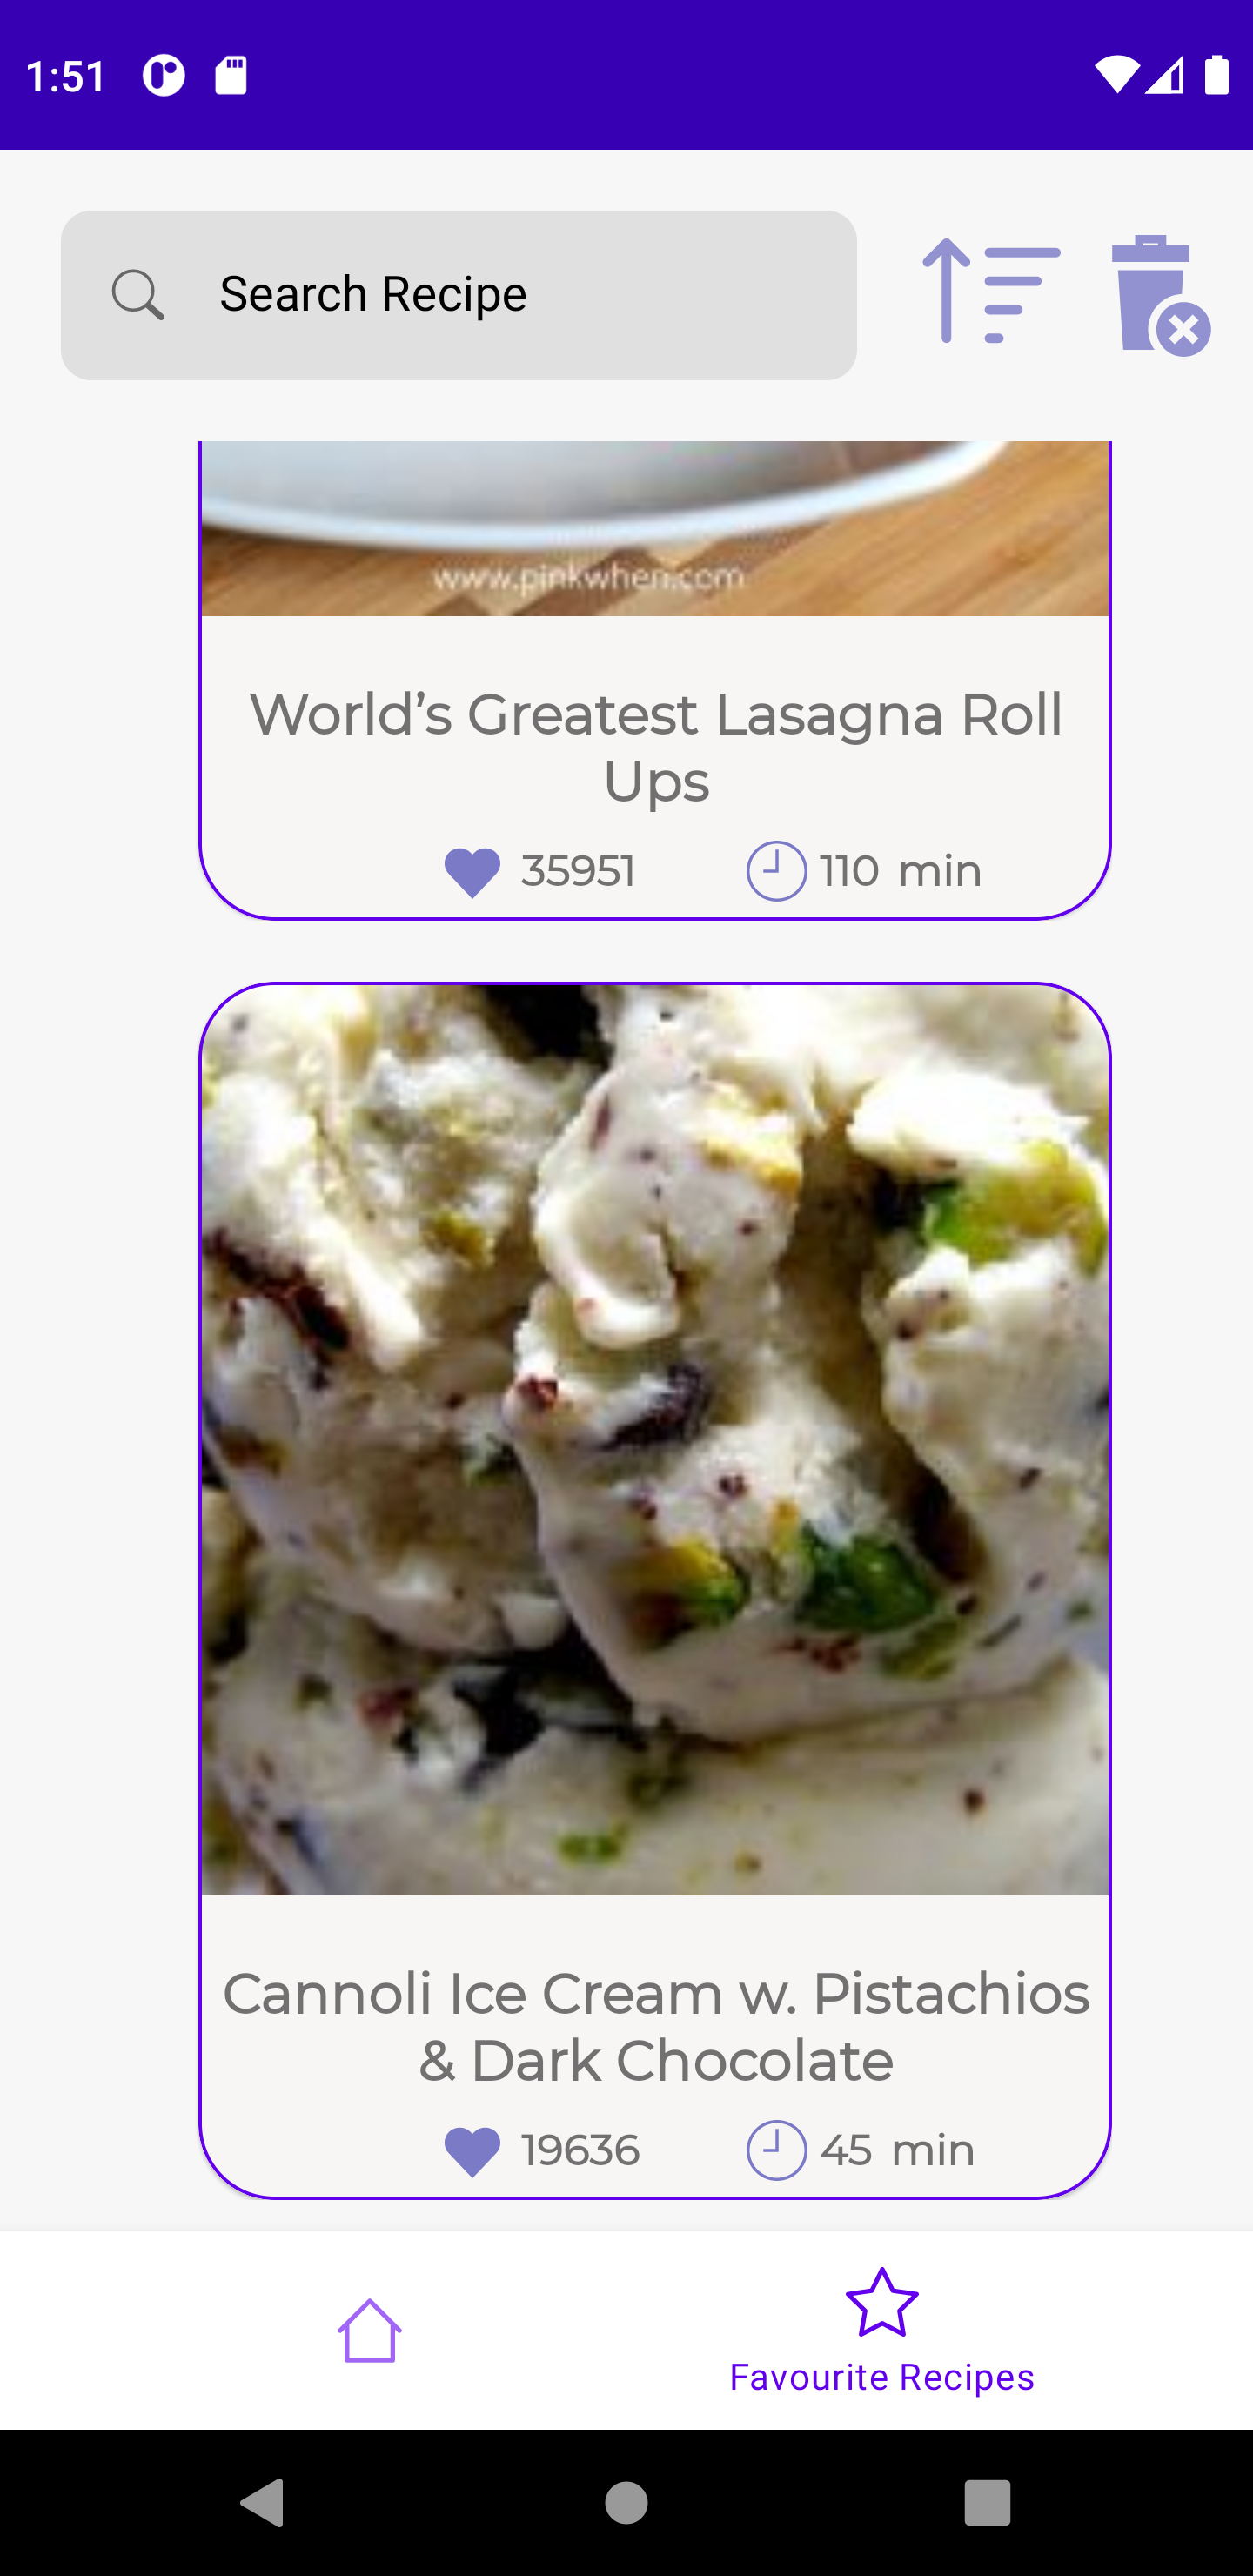 1:51
Search Recipe
www.pinkwhen.com
World’s Greatest Lasagna Roll
Ups
35951 110 min
Cannoli Ice Cream w. Pistachios
& Dark Chocolate
19636 45 min
Favourite Recipes